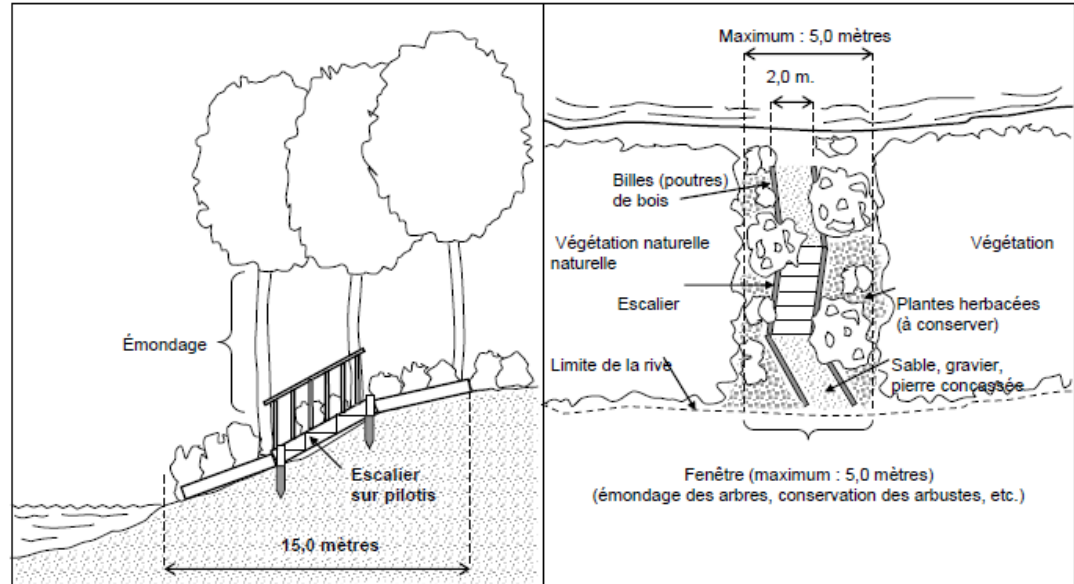 Émondage
Escalier
sur pilotis
15,0 mètres
Maximum : 5,0 mètres
2,0 m.
Billes (poutres)
de bois
Végétation naturelle
naturelle
Végétation
Escalier
Plantes herbacées
(à conserver)
Limite de la rive
Sable, gravier,
pierre concassée
Fenêtre (maximum : 5,0 mètres)
(émondage des arbres, conservation des arbustes, etc.)